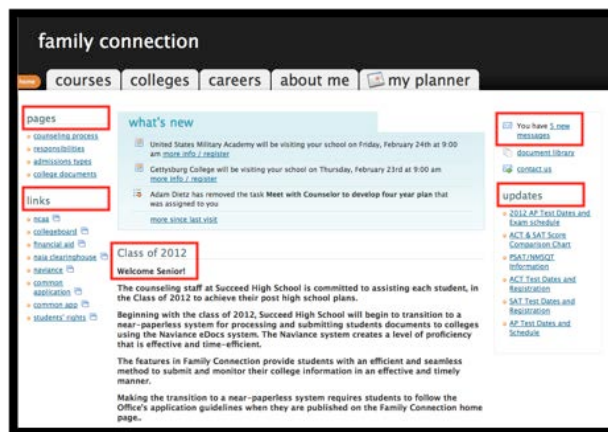 family connection
home
courses
colleges
careers
about me
my planner
pages
counseling process
responsibilities
admissions types
college documents
links
ncaa
collegeboard
financial aid
naia clearinghouse
naviance
common
application
common app
students' rights
what's new
United States Military Academy will be visiting your school on Friday, February 24th at 9:00
am more info / register
Gettysburg College will be visiting your school on Thursday, February 23rd at 9:00 am
more info / register
Adam Dietz has removed the task Meet with Counselor to develop four year plan that
was assigned to you
more since last visit
Class of 2012
Welcome Senior!
The counseling staff at Succeed High School is committed to assisting each student, in
the Class of 2012 to achieve their post high school plans.
Beginning with the class of 2012, Succeed High School will begin to transition to a
near-paperless system for processing and submitting students documents to colleges
using the Naviance eDocs system. The Naviance system creates a level of proficiency
that is effective and time-efficient.
The features in Family Connection provide students with an efficient and seamless
method to submit and monitor their college information in an effective and timely
manner.
Making the transition to a near-paperless system requires students to follow the
Office's application guidelines when they are published on the Family Connection home
page..
You have 5 new
messages
document library
contact us
updates
2012 AP Test Dates and
Exam schedule
ACT & SAT Score
Comparison Chart
PSAT/NMSQT
Information
ACT Test Dates and
Registration
SAT Test Dates and
Registration
AP Test Dates and
Schedule